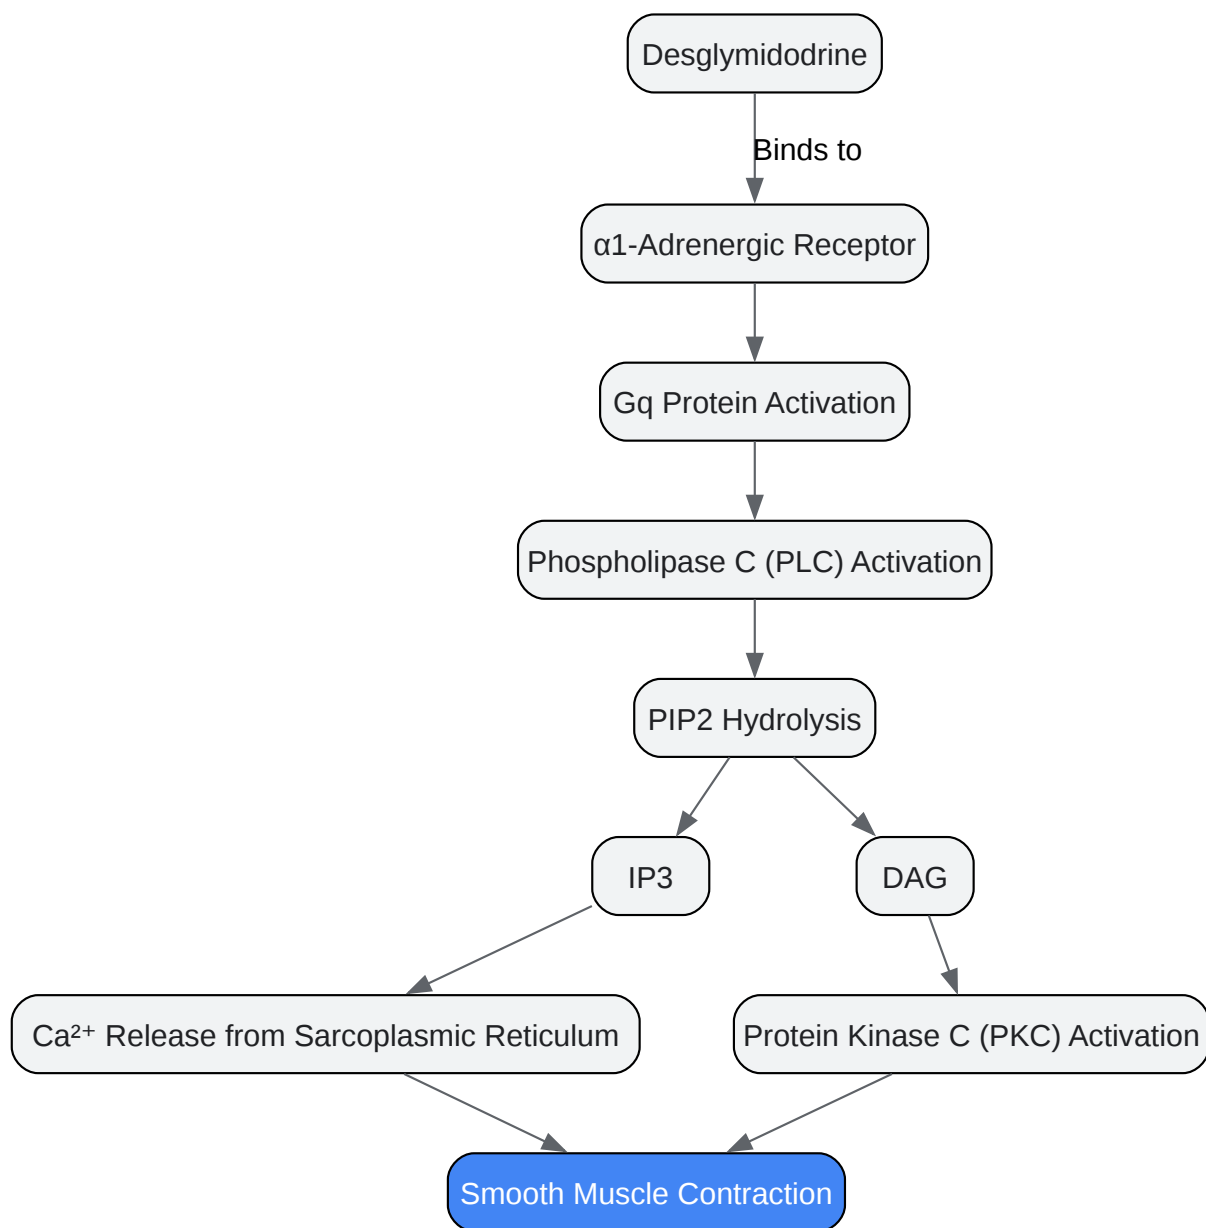 Desglymidodrine
Binds to
α1-Adrenergic Receptor
Gq Protein Activation
Phospholipase C (PLC) Activation
PIP2 Hydrolysis
IP3
DAG
Ca²⁺ Release from Sarcoplasmic Reticulum
Protein Kinase C (PKC) Activation
Smooth Muscle Contraction